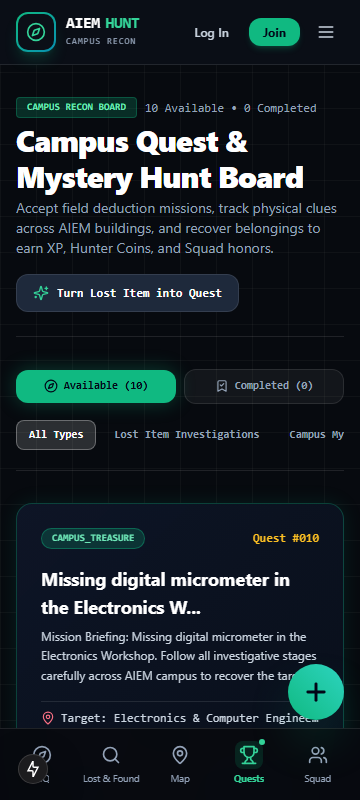 AIEM HUNT
CAMPUS RECON
Log In
Join
CAMPUS RECON BOARD
10 Available • 0 Completed
Campus Quest &
Mystery Hunt Board
Accept field deduction missions, track physical clues
across AIEM buildings, and recover belongings to
earn XP, Hunter Coins, and Squad honors.
Turn Lost Item into Quest
Available (10)
Completed (0)
All Types
Lost Item Investigations
Campus My
CAMPUS_TREASURE
Quest #010
Missing digital micrometer in
the Electronics W...
Mission Briefing: Missing digital micrometer in the
Electronics Workshop. Follow all investigative stages
carefully across AIEM campus to recover the
Target: Electronics & Computer
Lost & Found
Map
Quests
Squad